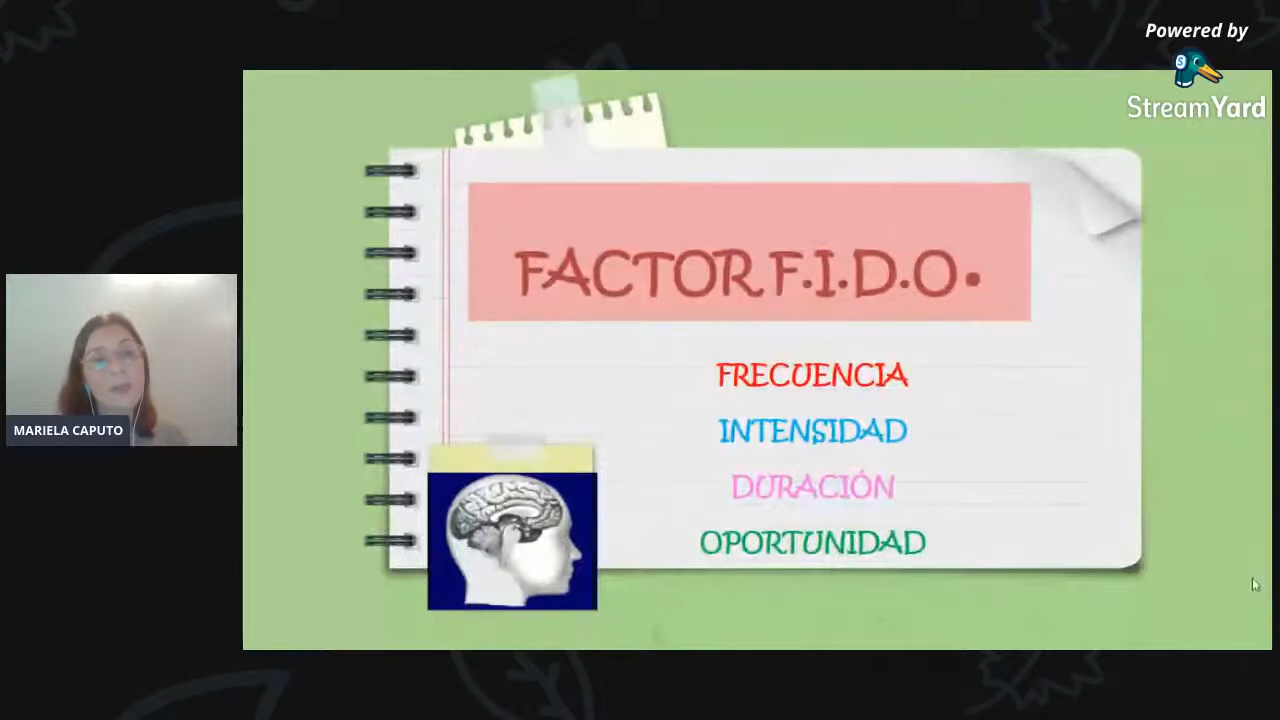 Powered by
StreamYard
FACTOR F.I.D.O.
FRECUENCIA
INTENSIDAD
DURACIÓN
OPORTUNIDAD
MARIELA CAPUTO